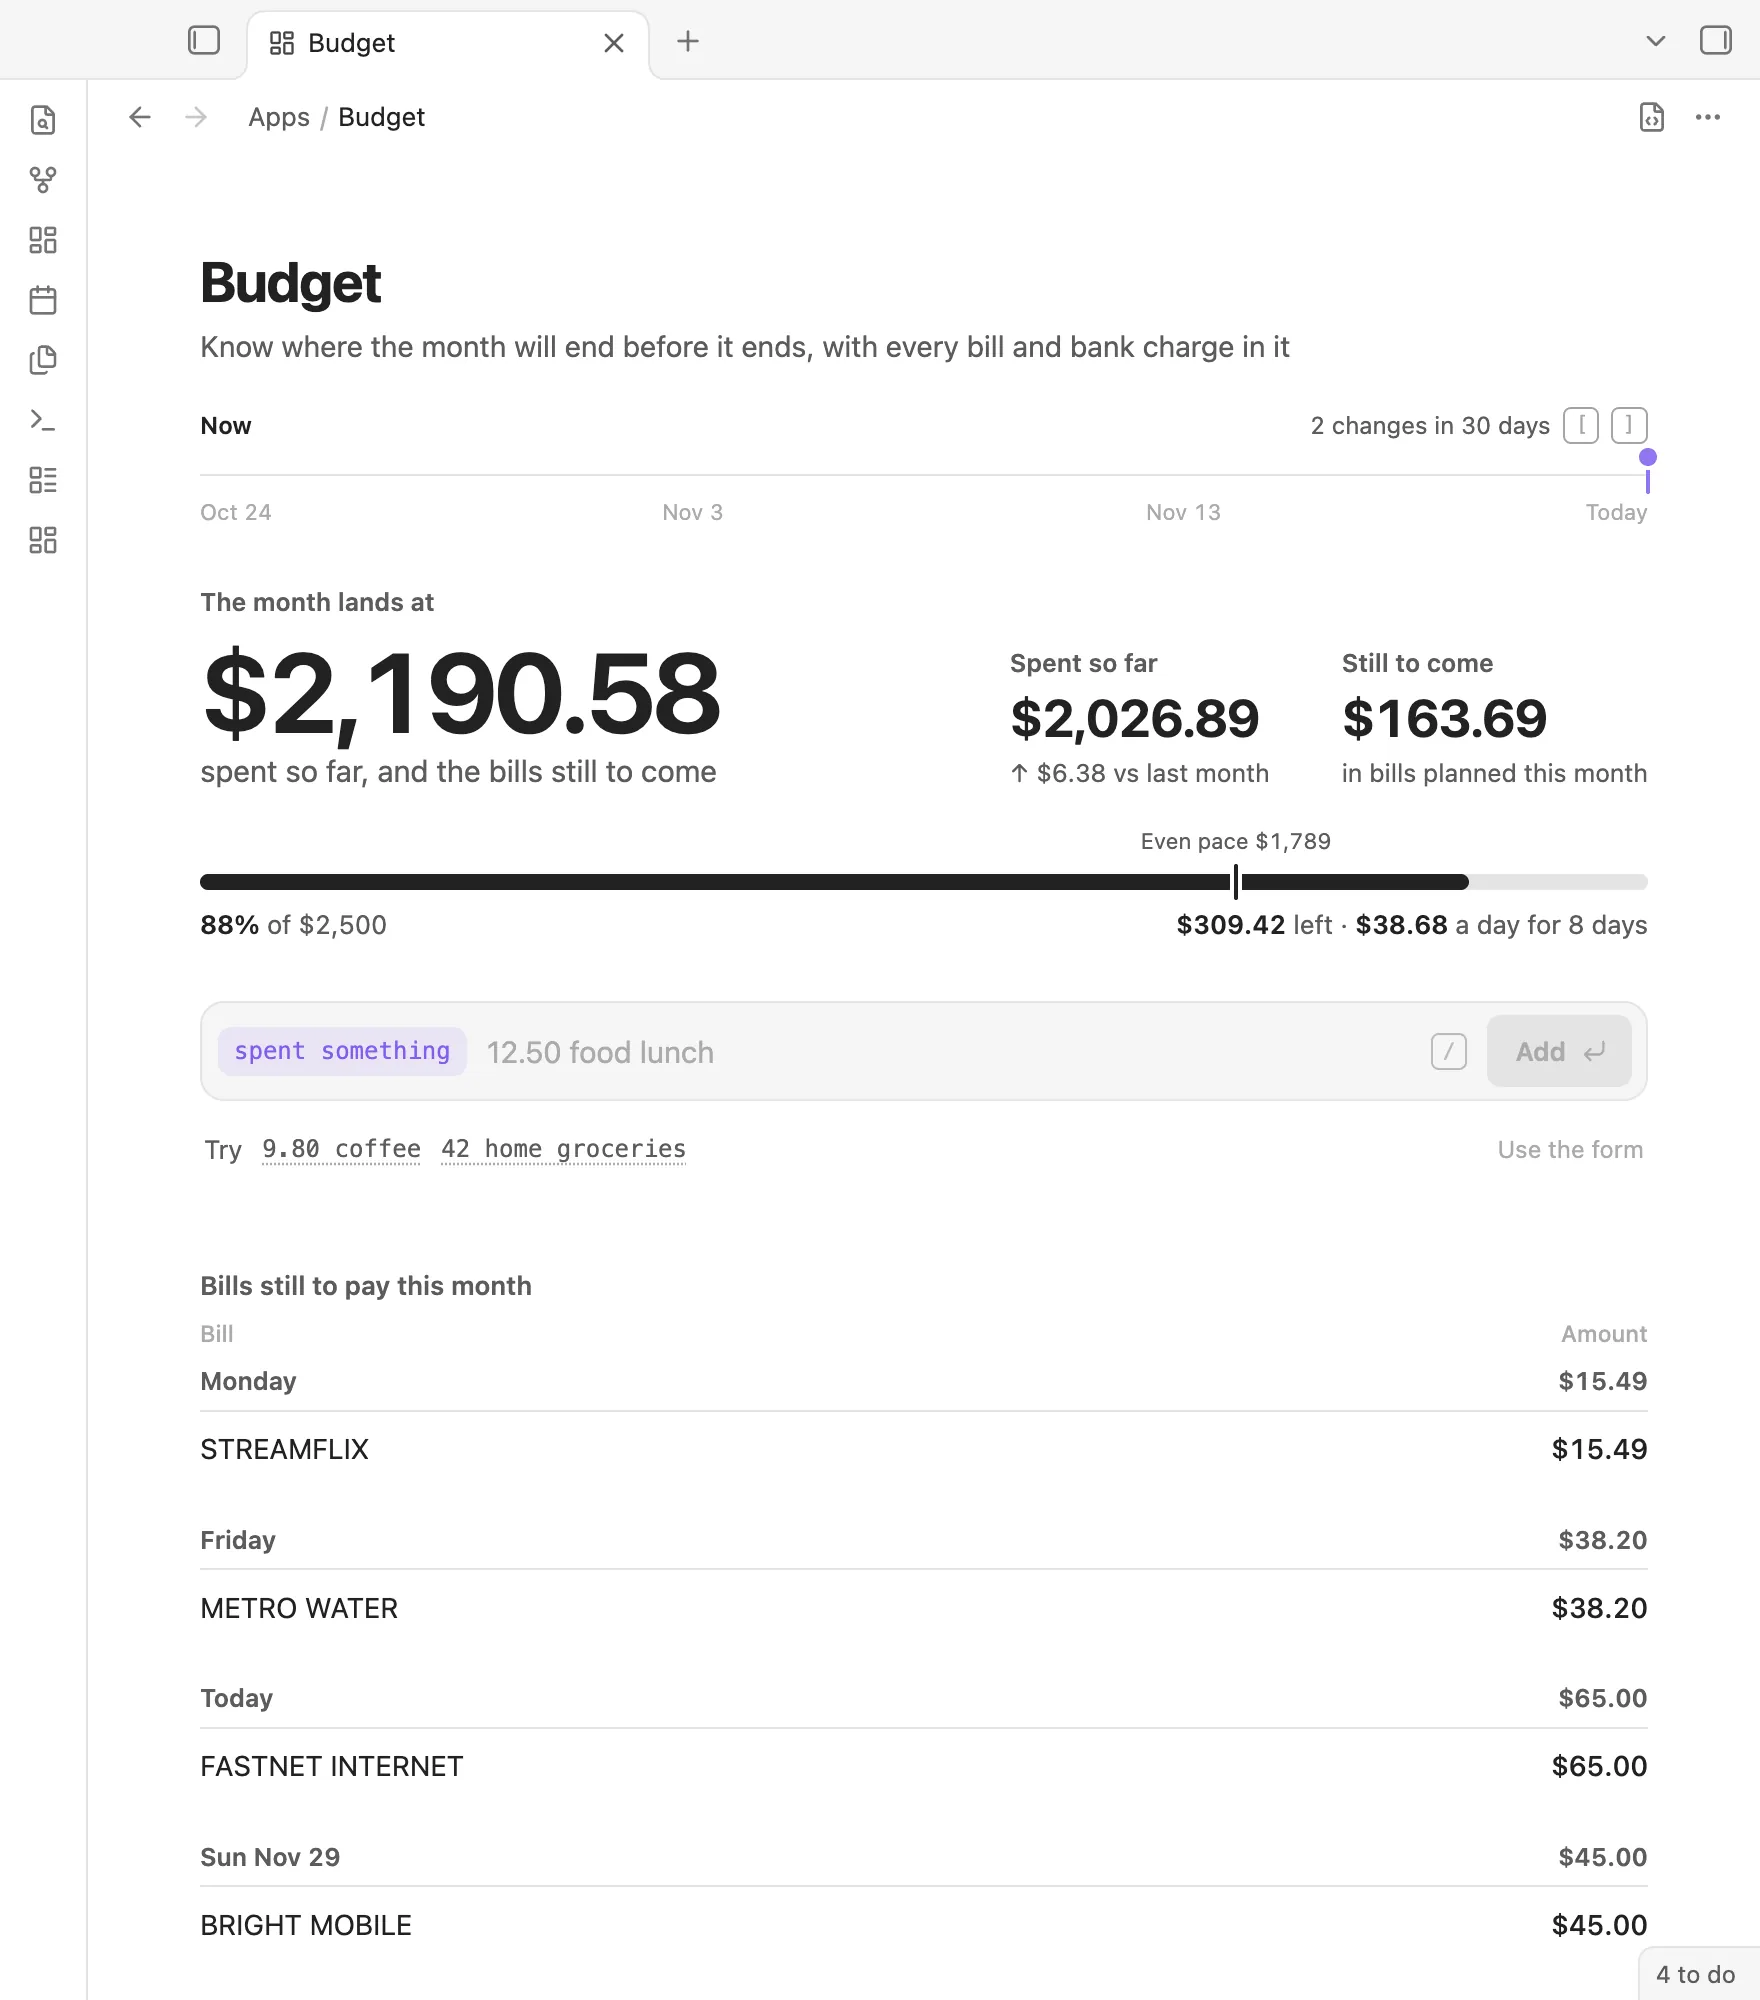 Budget
Apps / Budget
Budget
Know where the month will end before it ends, with every bill and bank charge in it
Now
2 changes in 30 days [ ]
Oct 24 Nov 3 Nov 13 Today
The month lands at
$2,190.58
spent so far, and the bills still to come
Spent so far
$2,026.89
↑ $6.38 vs last month
Still to come
$163.69
in bills planned this month
Even pace $1,789
88% of $2,500
$309.42 left · $38.68 a day for 8 days
spent something 12.50 food lunch / Add
Try 9.80 coffee 42 home groceries Use the form
Bills still to pay this month
Bill Amount
Monday $15.49
STREAMFLIX $15.49
Friday $38.20
METRO WATER $38.20
Today $65.00
FASTNET INTERNET $65.00
Sun Nov 29 $45.00
BRIGHT MOBILE $45.00
4 to do